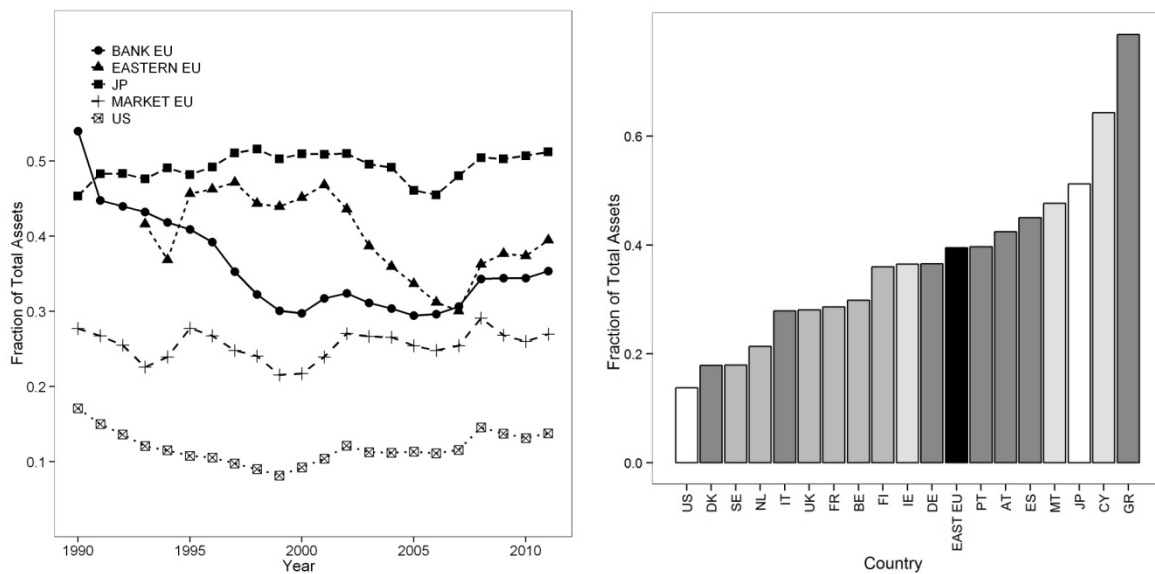 BANK EU
EASTERN EU
JP
MARKET EU
US
Fraction of Total Assets
0.5
0.4
0.3
0.2
0.1
1990
1995
2000
2005
2010
Year
Fraction of Total Assets
0.6
0.4
0.2
0.0
US
DK
SE
NL
IT
UK
FR
BE
FI
IE
DE
EAST EU
PT
AT
ES
MT
JP
CY
GR
Country